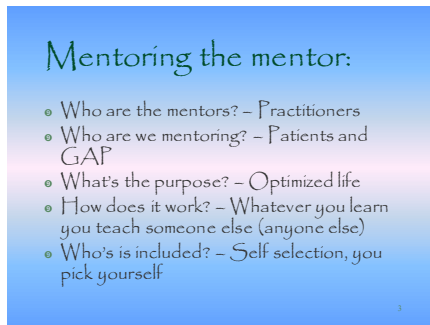 Mentoring the mentor:
Who are the mentors? – Practitioners
Who are we mentoring? – Patients and
GAP
What's the purpose? – Optimized life
How does it work? – Whatever you learn
you teach someone else (anyone else)
Who's is included? – Self selection, you
pick yourself